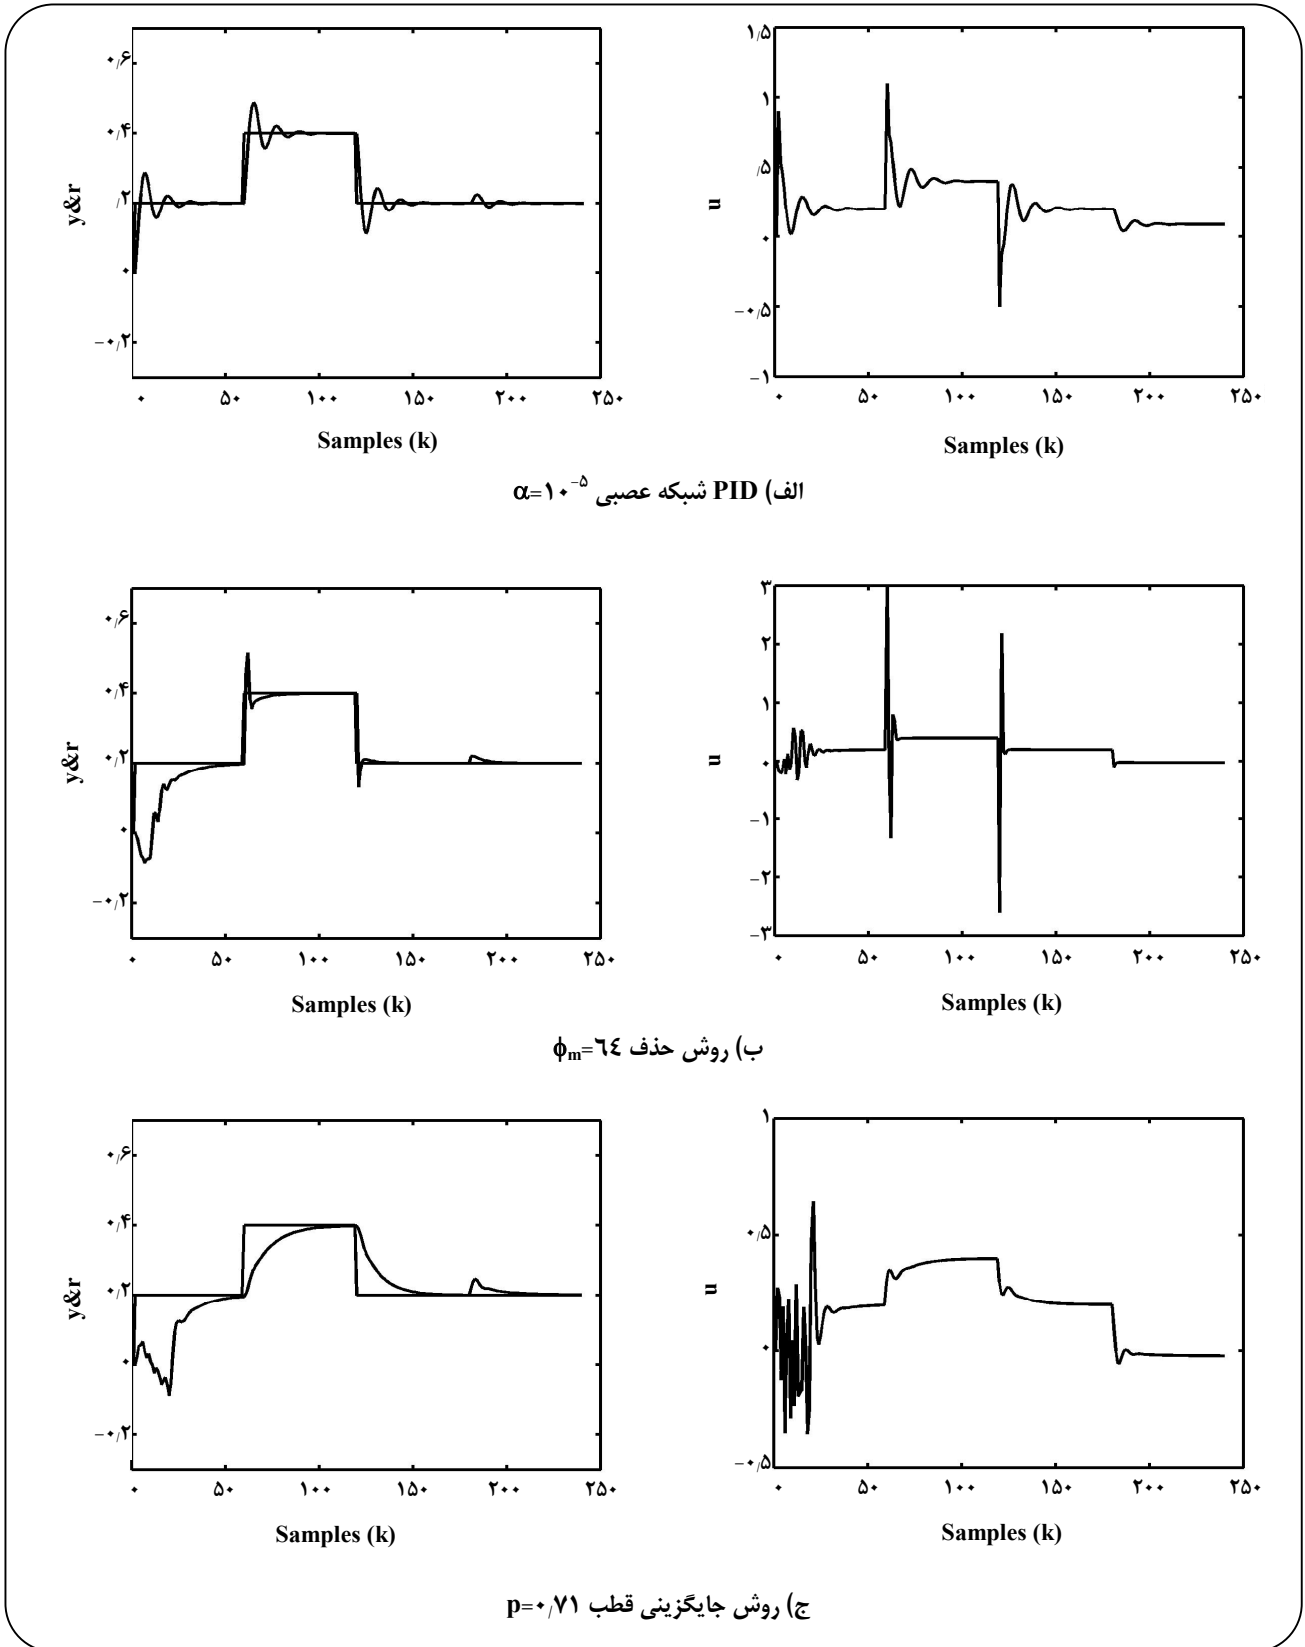 ۰/۶
۰/۴
/۲
۰
−۰/۲
y&r
۰ ۵۰ ۱۰۰ ۱۵۰ ۲۰۰ ۲۵۰
Samples (k)
۱/۵
۱
/۵
۰
−۰/۵
−۱
u
۰ ۵۰ ۱۰۰ ۱۵۰ ۲۰۰ ۲۵۰
Samples (k)
الف) PID شبکه عصبی α=۱۰⁻⁵
۰/۶
۰/۴
۰/۲
۰
−۰/۲
y&r
۰ ۵۰ ۱۰۰ ۱۵۰ ۲۰۰ ۲۵۰
Samples (k)
۳
۲
۱
۰
−۱
−۲
−۳
u
۰ ۵۰ ۱۰۰ ۱۵۰ ۲۰۰ ۲۵۰
Samples (k)
ب) روش حذف ϕm=٦٤
۰/۶
۰/۴
۰/۲
۰
−۰/۲
y&r
۰ ۵۰ ۱۰۰ ۱۵۰ ۲۰۰ ۲۵۰
Samples (k)
۱
۰/۵
۰
−۰/۵
u
۰ ۵۰ ۱۰۰ ۱۵۰ ۲۰۰ ۲۵۰
Samples (k)
ج) روش جایگزینی قطب p=۰/۷۱